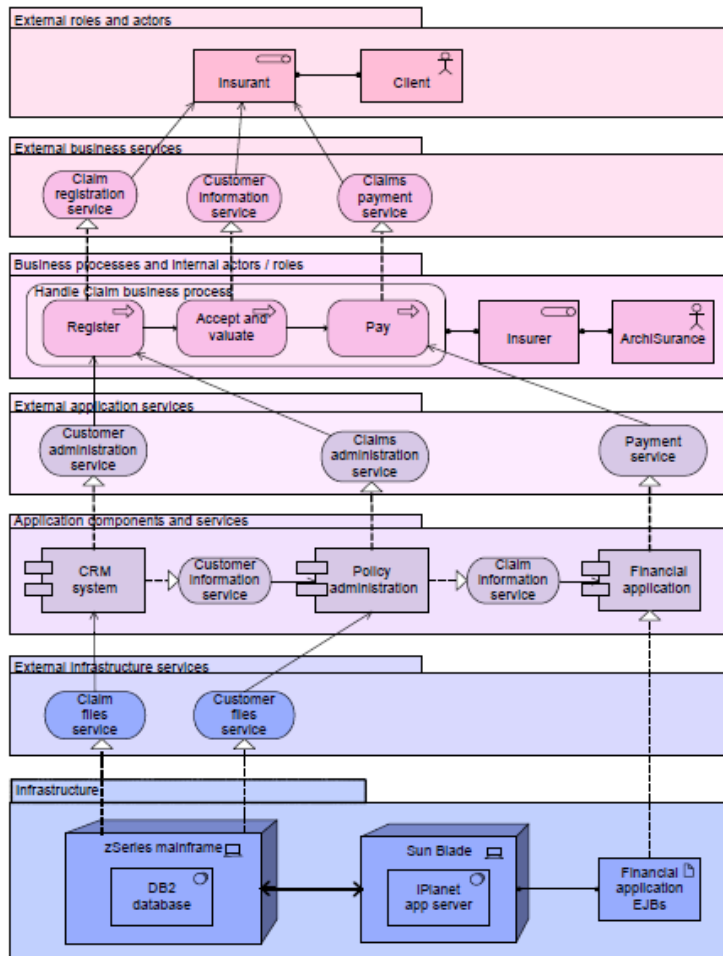 External roles and actors
Insurant
Client
External business services
Claim
registration
service
Customer
Information
service
Claims
payment
service
Business processes and Internal actors / roles
Handle Claim business process
Register
Accept and
valuate
Pay
Insurer
ArchiSurance
External application services
Customer
administration
service
Claims
administration
service
Payment
service
Application components and services
CRM
system
Customer
Information
service
Policy
administration
Claim
Information
service
Financial
application
External Infrastructure services
Claim
files
service
Customer
files
service
Infrastructure
zSeries mainframe
DB2
database
Sun Blade
iPlanet
app server
Financial
application
EJBs